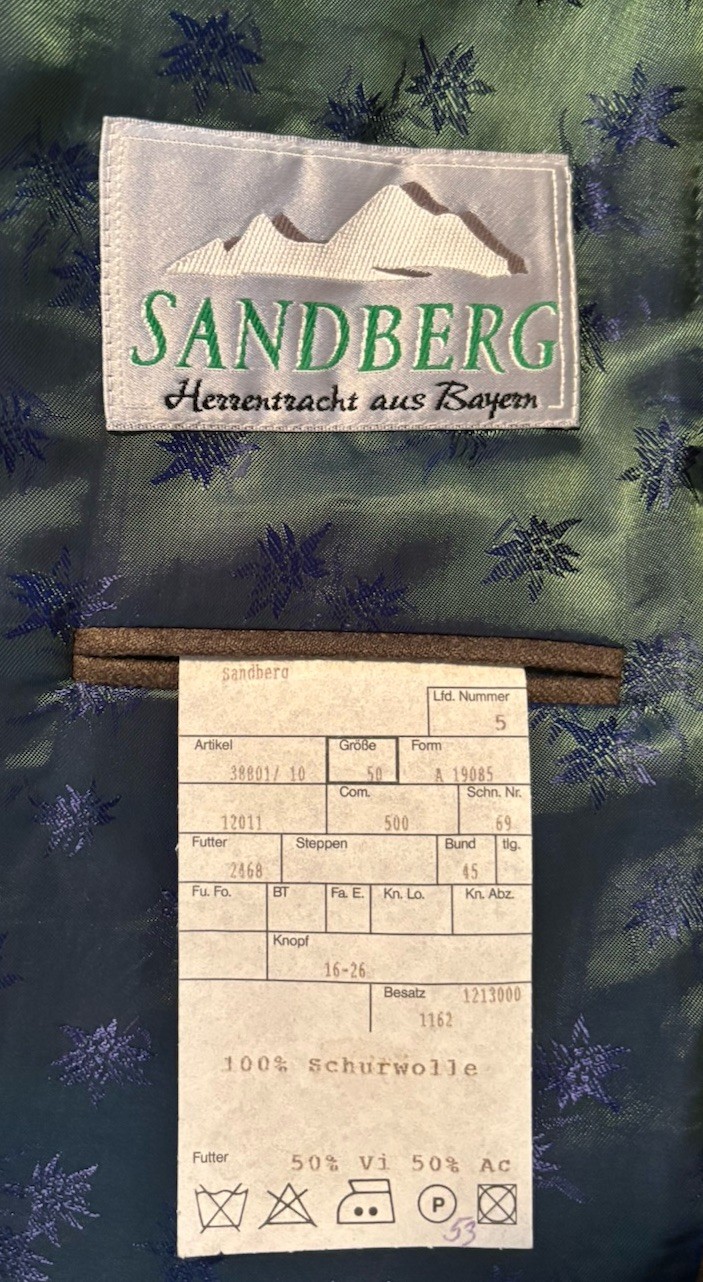 SANDBERG
Herrentracht aus Bayern
Sandberg
Lfd. Nummer
5
Artikel Größe Form
38801/ 10 50 A 19085
Com. Schn. Nr.
12011 500 69
Futter Steppen Bund tlg.
2468 45
Fu. Fo. BT Fa. E. Kn. Lo. Kn. Abz.
Knopf
16-26
Besatz 1213000
1162
100% Schurwolle
Futter 50% Vi 50% Ac
P
53